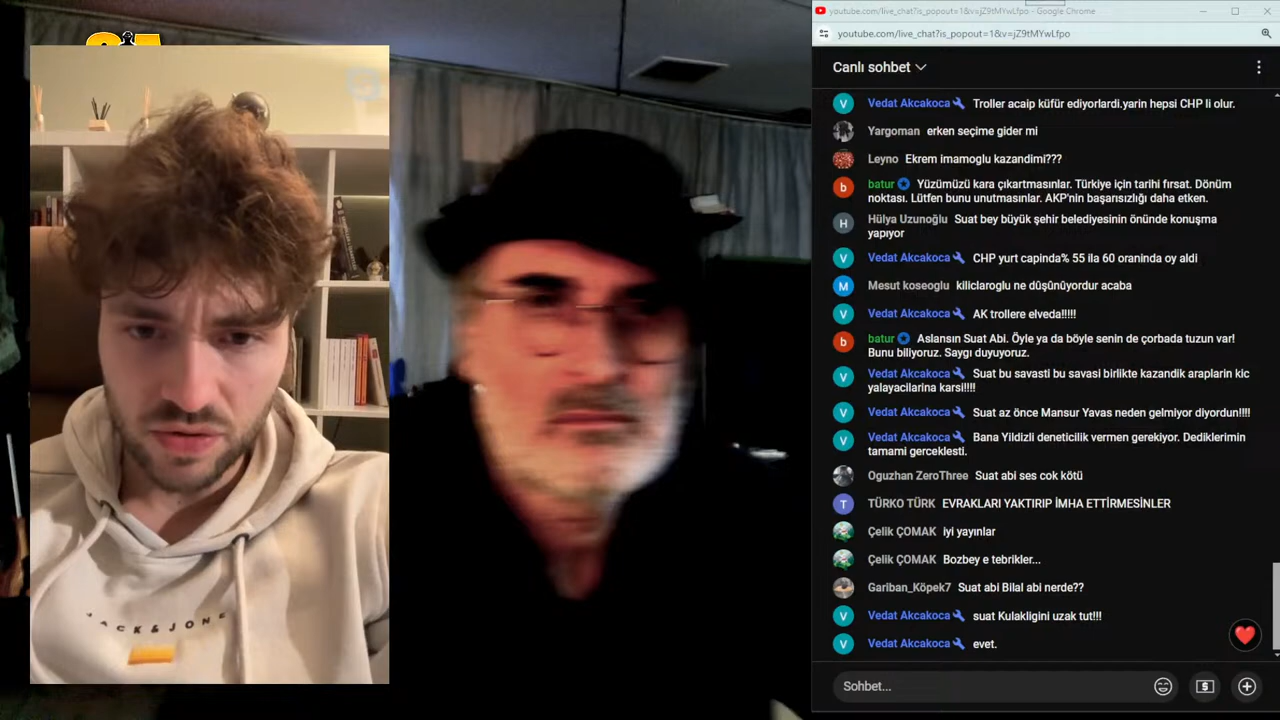 youtube.com/live_chat?is_popout=1&v=jZ9tMYwLfpo - Google Chrome
youtube.com/live_chat?is_popout=1&v=jZ9tMYwLfpo
Canlı sohbet
Vedat Akcakoca Troller acaip küfür ediyorlardi.yarin hepsi CHP li olur.
Yargoman erken seçime gider mi
Leyno Ekrem imamoglu kazandimi???
batur Yüzümüzü kara çıkartmasınlar. Türkiye için tarihi fırsat. Dönüm
noktası. Lütfen bunu unutmasınlar. AKP'nin başarısızlığı daha etken.
Hülya Uzunoğlu Suat bey büyük şehir belediyesinin önünde konuşma
yapıyor
Vedat Akcakoca CHP yurt capinda% 55 ila 60 oraninda oy aldi
Mesut koseoglu kiliclaroglu ne düşünüyordur acaba
Vedat Akcakoca AK trollere elveda!!!!!
batur Aslansın Suat Abi. Öyle ya da böyle senin de çorbada tuzun var!
Bunu biliyoruz. Saygı duyuyoruz.
Vedat Akcakoca Suat bu savasti bu savasi birlikte kazandik araplarin kic
yalayacilarina karsi!!!!
Vedat Akcakoca Suat az önce Mansur Yavas neden gelmiyor diyordun!!!!
Vedat Akcakoca Bana Yildizli deneticilik vermen gerekiyor. Dediklerimin
tamami gerceklesti.
Oguzhan ZeroThree Suat abi ses cok kötü
TÜRKO TÜRK EVRAKLARI YAKTIRIP İMHA ETTİRMESİNLER
Çelik ÇOMAK iyi yayınlar
Çelik ÇOMAK Bozbey e tebrikler...
Gariban_Köpek7 Suat abi Bilal abi nerde??
Vedat Akcakoca suat Kulakligini uzak tut!!!
Vedat Akcakoca evet.
Sohbet...
JACK & JONES